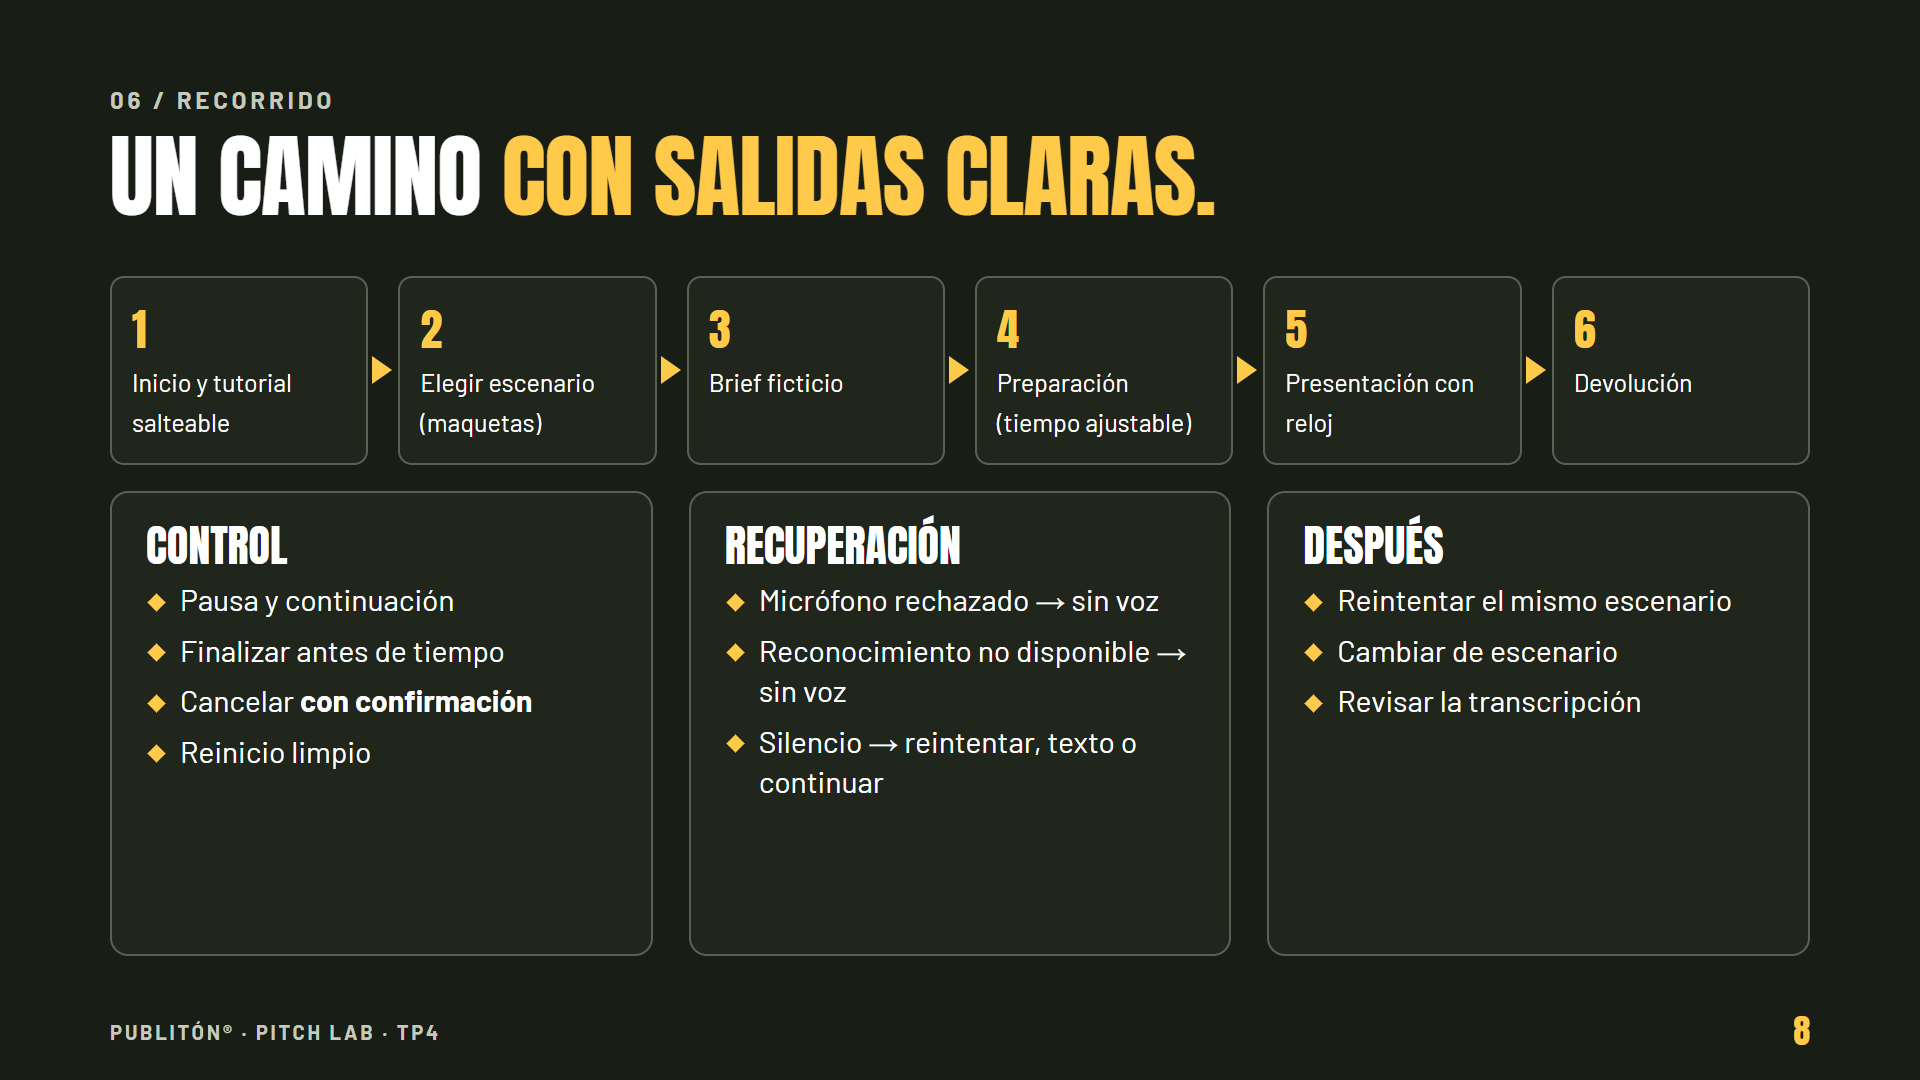 06 / RECORRIDO
UN CAMINO CON SALIDAS CLARAS.
1
Inicio y tutorial
salteable
2
Elegir escenario
(maquetas)
3
Brief ficticio
4
Preparación
(tiempo ajustable)
5
Presentación con
reloj
6
Devolución
CONTROL
◆ Pausa y continuación
◆ Finalizar antes de tiempo
◆ Cancelar con confirmación
◆ Reinicio limpio
RECUPERACIÓN
◆ Micrófono rechazado → sin voz
◆ Reconocimiento no disponible →
sin voz
◆ Silencio → reintentar, texto o
continuar
DESPUÉS
◆ Reintentar el mismo escenario
◆ Cambiar de escenario
◆ Revisar la transcripción
PUBLITÓN® · PITCH LAB · TP4
8